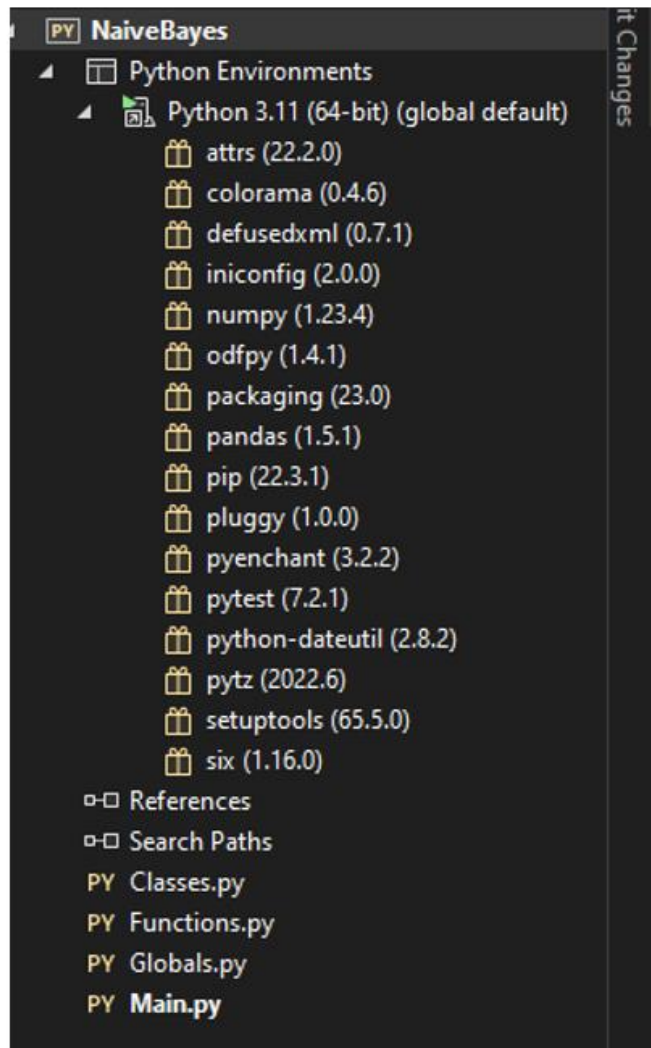 PY NaiveBayes
Python Environments
Python 3.11 (64-bit) (global default)
attrs (22.2.0)
colorama (0.4.6)
defusedxml (0.7.1)
iniconfig (2.0.0)
numpy (1.23.4)
odfpy (1.4.1)
packaging (23.0)
pandas (1.5.1)
pip (22.3.1)
pluggy (1.0.0)
pyenchant (3.2.2)
pytest (7.2.1)
python-dateutil (2.8.2)
pytz (2022.6)
setuptools (65.5.0)
six (1.16.0)
References
Search Paths
PY Classes.py
PY Functions.py
PY Globals.py
PY Main.py
it Changes